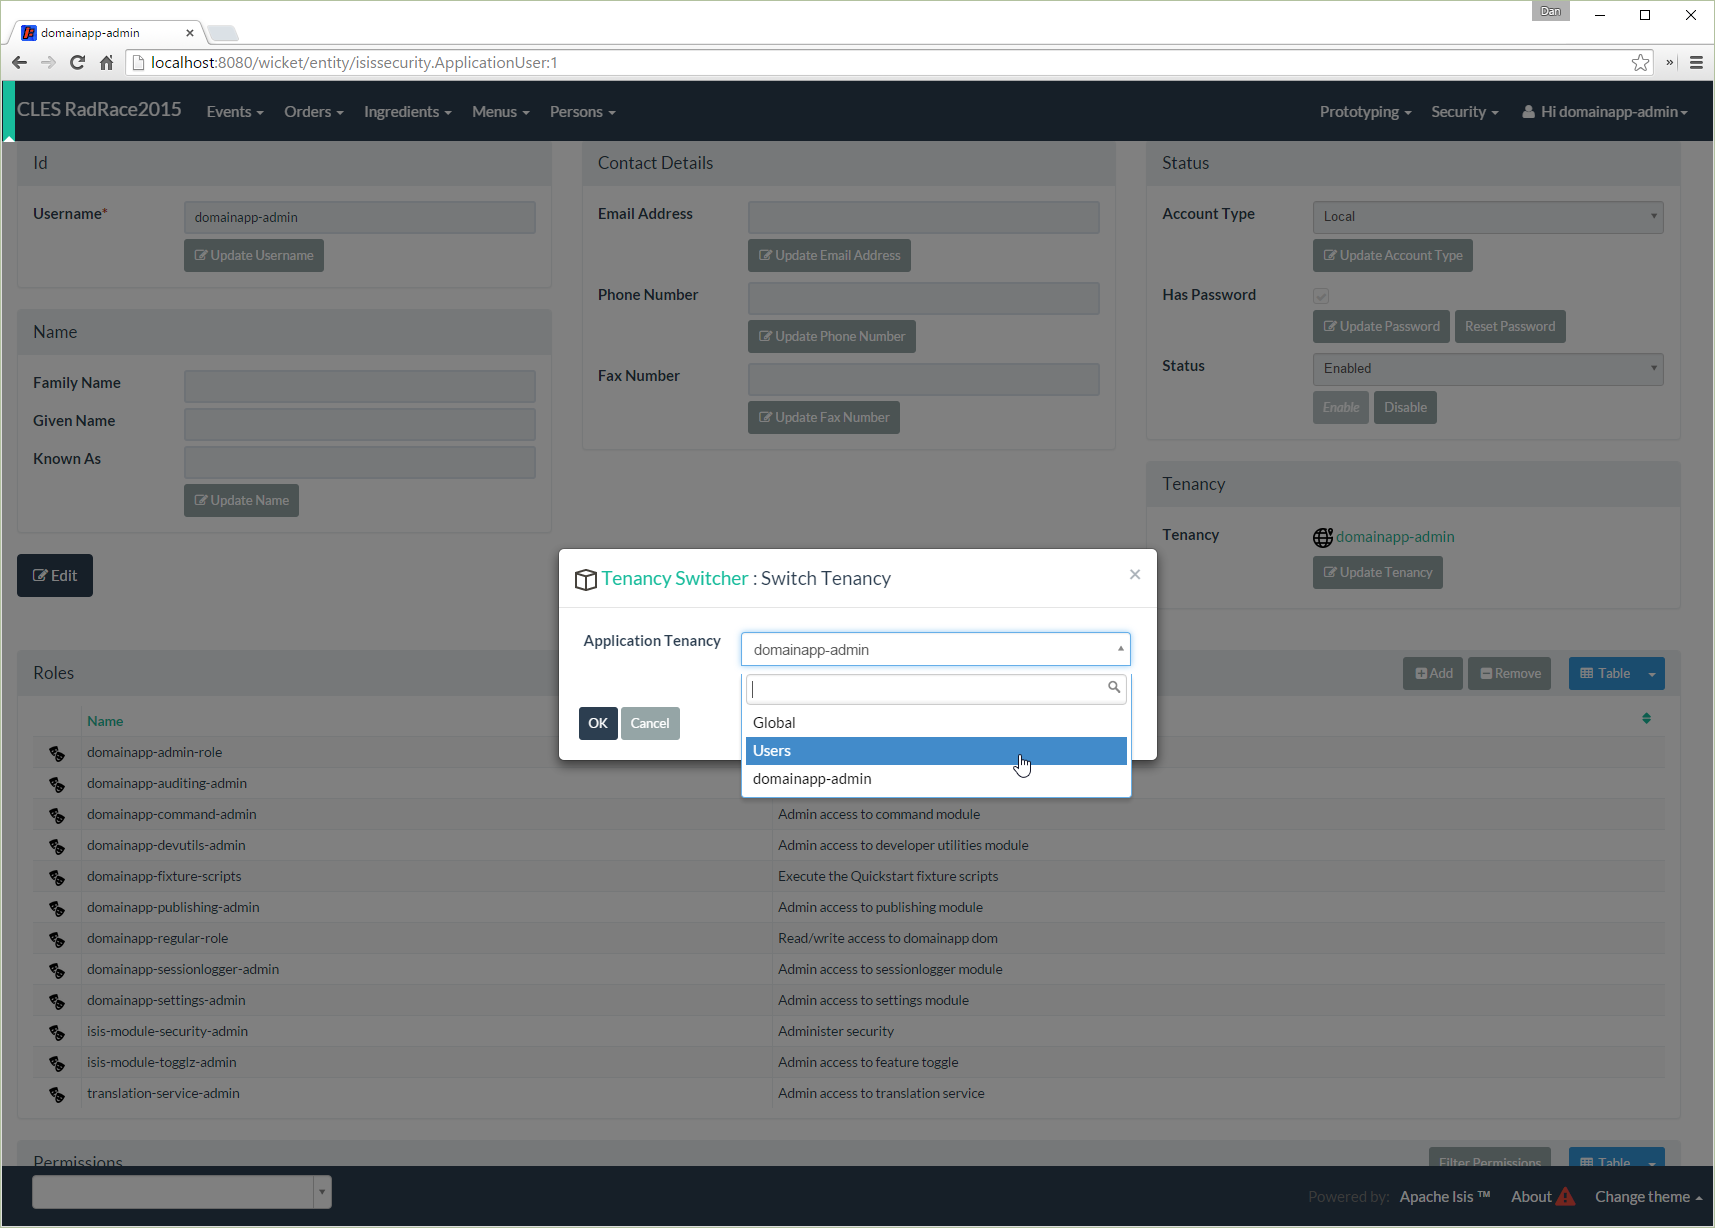 Dan
domainapp-admin
localhost:8080/wicket/entity/isissecurity.ApplicationUser:1
CLES RadRace2015 Events Orders Ingredients Menus Persons Prototyping Security Hi domainapp-admin
Id
Username* domainapp-admin
Update Username
Name
Family Name
Given Name
Known As
Update Name
Edit
Contact Details
Email Address
Update Email Address
Phone Number
Update Phone Number
Fax Number
Update Fax Number
Status
Account Type Local
Update Account Type
Has Password
Update Password Reset Password
Status Enabled
Enable Disable
Tenancy
Tenancy domainapp-admin
Update Tenancy
Tenancy Switcher : Switch Tenancy
Application Tenancy domainapp-admin
Global
Users
domainapp-admin
OK Cancel
Roles Add Remove Table
Name
domainapp-admin-role
domainapp-auditing-admin
domainapp-command-admin Admin access to command module
domainapp-devutils-admin Admin access to developer utilities module
domainapp-fixture-scripts Execute the Quickstart fixture scripts
domainapp-publishing-admin Admin access to publishing module
domainapp-regular-role Read/write access to domainapp dom
domainapp-sessionlogger-admin Admin access to sessionlogger module
domainapp-settings-admin Admin access to settings module
isis-module-security-admin Administer security
isis-module-togglz-admin Admin access to feature toggle
translation-service-admin Admin access to translation service
Permissions Filter Permissions Table
Powered by: Apache Isis ™ About Change theme